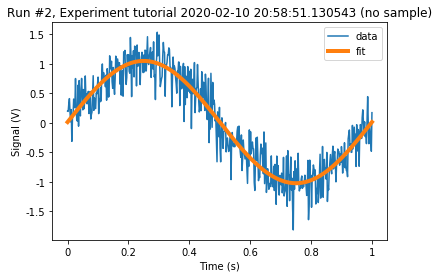 Run #2, Experiment tutorial 2020-02-10 20:58:51.130543 (no sample)
data
fit
Signal (V)
1.5
1
0.5
0
-0.5
-1
-1.5
0
0.2
0.4
0.6
0.8
1
Time (s)